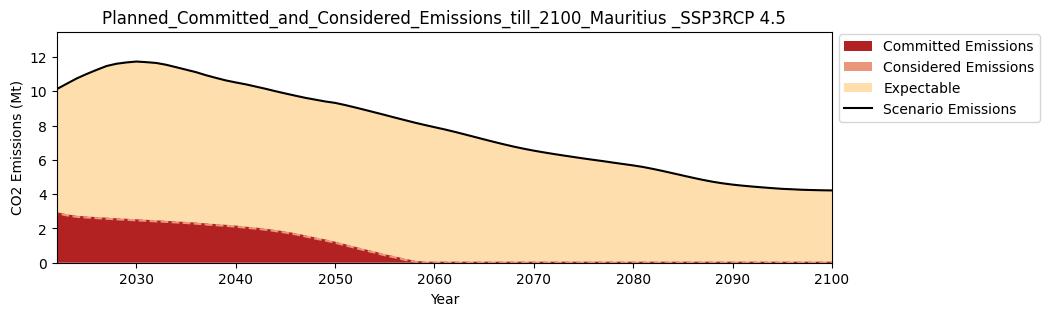 Planned_Committed_and_Considered_Emissions_till_2100_Mauritius _SSP3RCP 4.5
CO2 Emissions (Mt)
12
10
8
6
4
2
0
2030
2040
2050
2060
2070
2080
2090
2100
Year
Committed Emissions
Considered Emissions
Expectable
Scenario Emissions